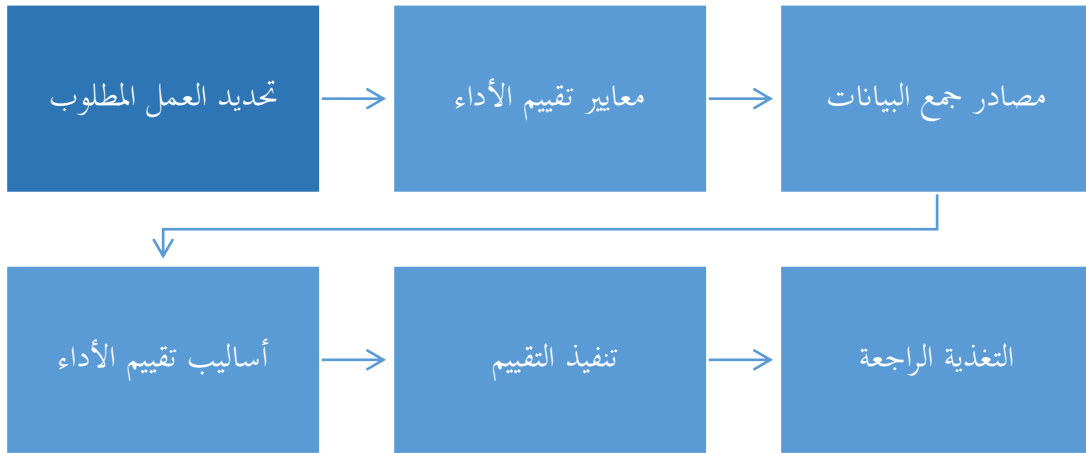 تحديد العمل المطلوب
معايير تقييم الأداء
مصادر جمع البيانات
أساليب تقييم الأداء
تنفيذ التقييم
التغذية الراجعة